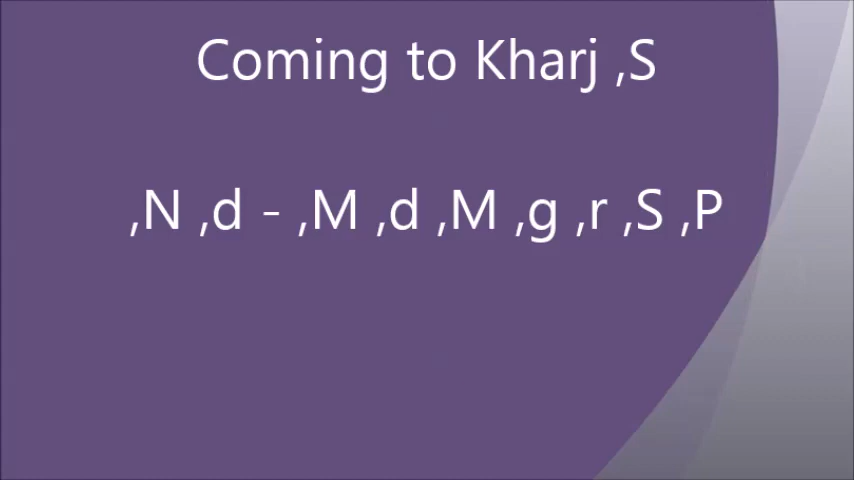 Coming to Kharj ,S
,N ,d - ,M ,d ,M ,g ,r ,S ,P